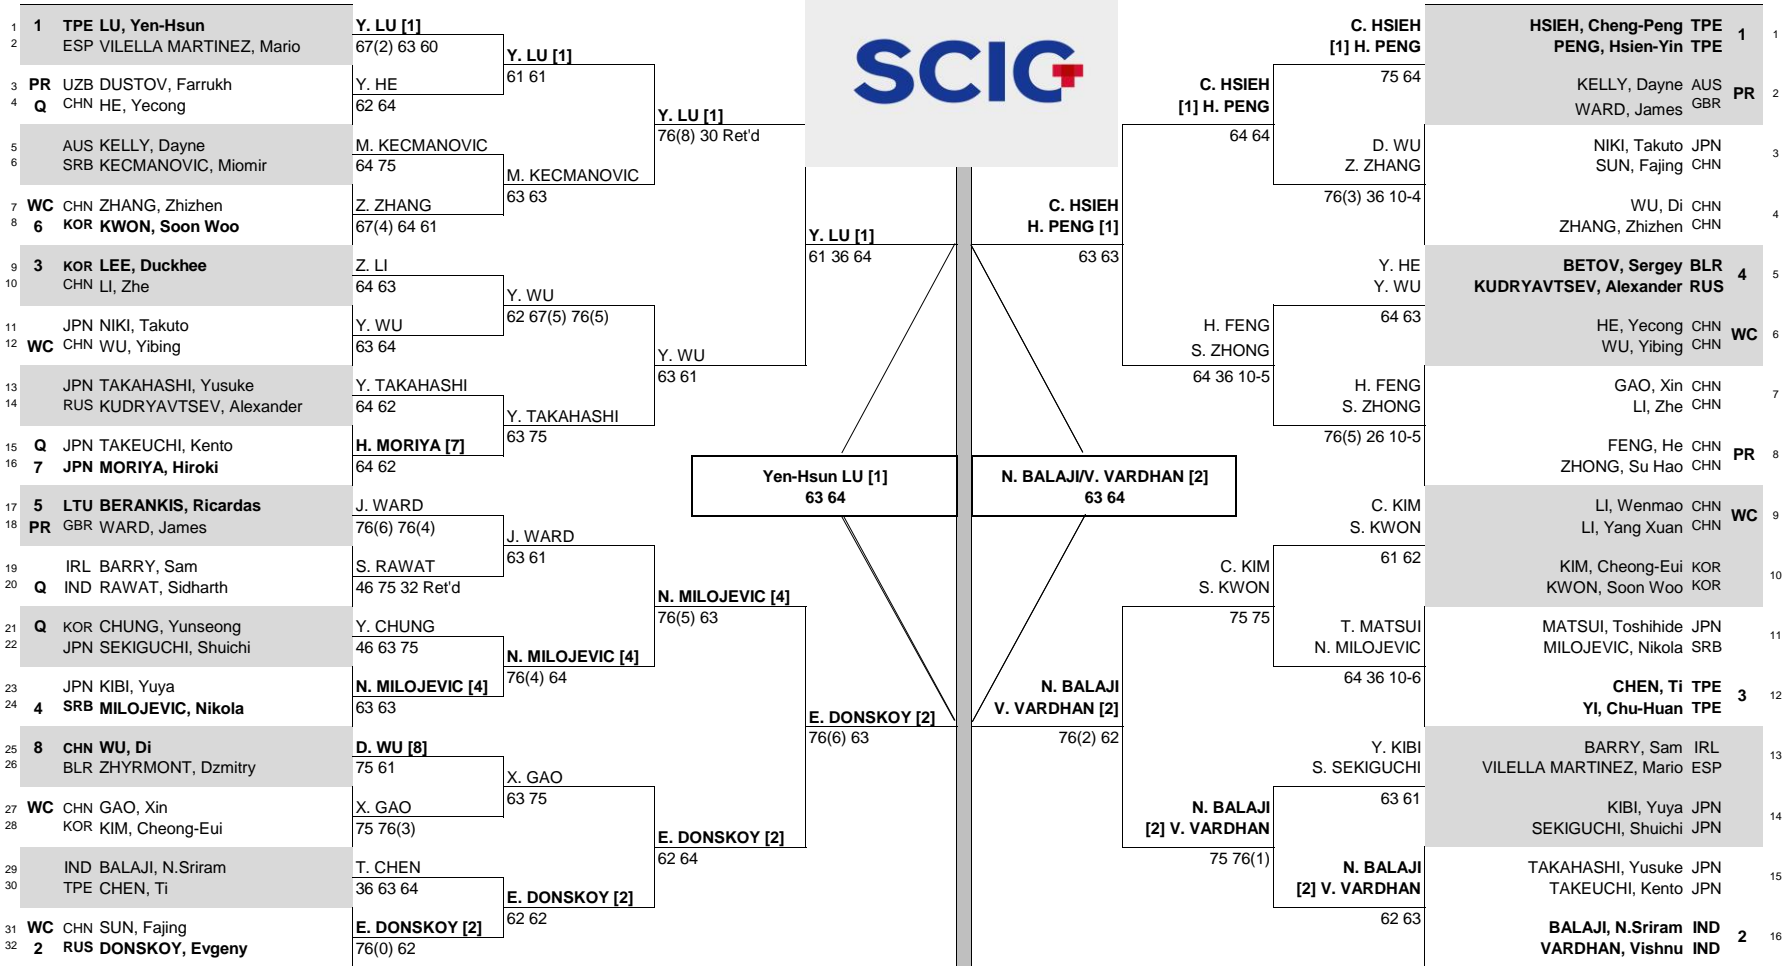 SCIG
1 1 TPE LU, Yen-Hsun
2 ESP VILELLA MARTINEZ, Mario
3 PR UZB DUSTOV, Farrukh
4 Q CHN HE, Yecong
5 AUS KELLY, Dayne
6 SRB KECMANOVIC, Miomir
7 WC CHN ZHANG, Zhizhen
8 6 KOR KWON, Soon Woo
9 3 KOR LEE, Duckhee
10 CHN LI, Zhe
11 JPN NIKI, Takuto
12 WC CHN WU, Yibing
13 JPN TAKAHASHI, Yusuke
14 RUS KUDRYAVTSEV, Alexander
15 Q JPN TAKEUCHI, Kento
16 7 JPN MORIYA, Hiroki
17 5 LTU BERANKIS, Ricardas
18 PR GBR WARD, James
19 IRL BARRY, Sam
20 Q IND RAWAT, Sidharth
21 Q KOR CHUNG, Yunseong
22 JPN SEKIGUCHI, Shuichi
23 JPN KIBI, Yuya
24 4 SRB MILOJEVIC, Nikola
25 8 CHN WU, Di
26 BLR ZHYRMONT, Dzmitry
27 WC CHN GAO, Xin
28 KOR KIM, Cheong-Eui
29 IND BALAJI, N.Sriram
30 TPE CHEN, Ti
31 WC CHN SUN, Fajing
32 2 RUS DONSKOY, Evgeny
Y. LU [1]
67(2) 63 60
Y. HE
62 64
M. KECMANOVIC
64 75
Z. ZHANG
67(4) 64 61
Z. LI
64 63
Y. WU
63 64
Y. TAKAHASHI
64 62
H. MORIYA [7]
64 62
J. WARD
76(6) 76(4)
S. RAWAT
46 75 32 Ret'd
Y. CHUNG
46 63 75
N. MILOJEVIC [4]
63 63
D. WU [8]
75 61
X. GAO
75 76(3)
T. CHEN
36 63 64
E. DONSKOY [2]
76(0) 62
Y. LU [1]
61 61
M. KECMANOVIC
63 63
Y. WU
62 67(5) 76(5)
Y. TAKAHASHI
63 75
J. WARD
63 61
N. MILOJEVIC [4]
76(4) 64
X. GAO
63 75
E. DONSKOY [2]
62 62
Y. LU [1]
76(8) 30 Ret'd
Y. WU
63 61
N. MILOJEVIC [4]
76(5) 63
E. DONSKOY [2]
62 64
Y. LU [1]
61 36 64
E. DONSKOY [2]
76(6) 63
Yen-Hsun LU [1]
63 64
N. BALAJI/V. VARDHAN [2]
63 64
C. HSIEH
H. PENG [1]
63 63
N. BALAJI
V. VARDHAN [2]
76(2) 62
C. HSIEH
[1] H. PENG
64 64
H. FENG
S. ZHONG
64 36 10-5
C. KIM
S. KWON
75 75
N. BALAJI
[2] V. VARDHAN
75 76(1)
C. HSIEH
[1] H. PENG
75 64
D. WU
Z. ZHANG
76(3) 36 10-4
Y. HE
Y. WU
64 63
H. FENG
S. ZHONG
76(5) 26 10-5
C. KIM
S. KWON
61 62
T. MATSUI
N. MILOJEVIC
64 36 10-6
Y. KIBI
S. SEKIGUCHI
63 61
N. BALAJI
[2] V. VARDHAN
62 63
HSIEH, Cheng-Peng TPE 1 1
PENG, Hsien-Yin TPE
KELLY, Dayne AUS PR 2
WARD, James GBR
NIKI, Takuto JPN 3
SUN, Fajing CHN
WU, Di CHN 4
ZHANG, Zhizhen CHN
BETOV, Sergey BLR 4 5
KUDRYAVTSEV, Alexander RUS
HE, Yecong CHN WC 6
WU, Yibing CHN
GAO, Xin CHN 7
LI, Zhe CHN
FENG, He CHN PR 8
ZHONG, Su Hao CHN
LI, Wenmao CHN WC 9
LI, Yang Xuan CHN
KIM, Cheong-Eui KOR 10
KWON, Soon Woo KOR
MATSUI, Toshihide JPN 11
MILOJEVIC, Nikola SRB
CHEN, Ti TPE 3 12
YI, Chu-Huan TPE
BARRY, Sam IRL 13
VILELLA MARTINEZ, Mario ESP
KIBI, Yuya JPN 14
SEKIGUCHI, Shuichi JPN
TAKAHASHI, Yusuke JPN 15
TAKEUCHI, Kento JPN
BALAJI, N.Sriram IND 2 16
VARDHAN, Vishnu IND